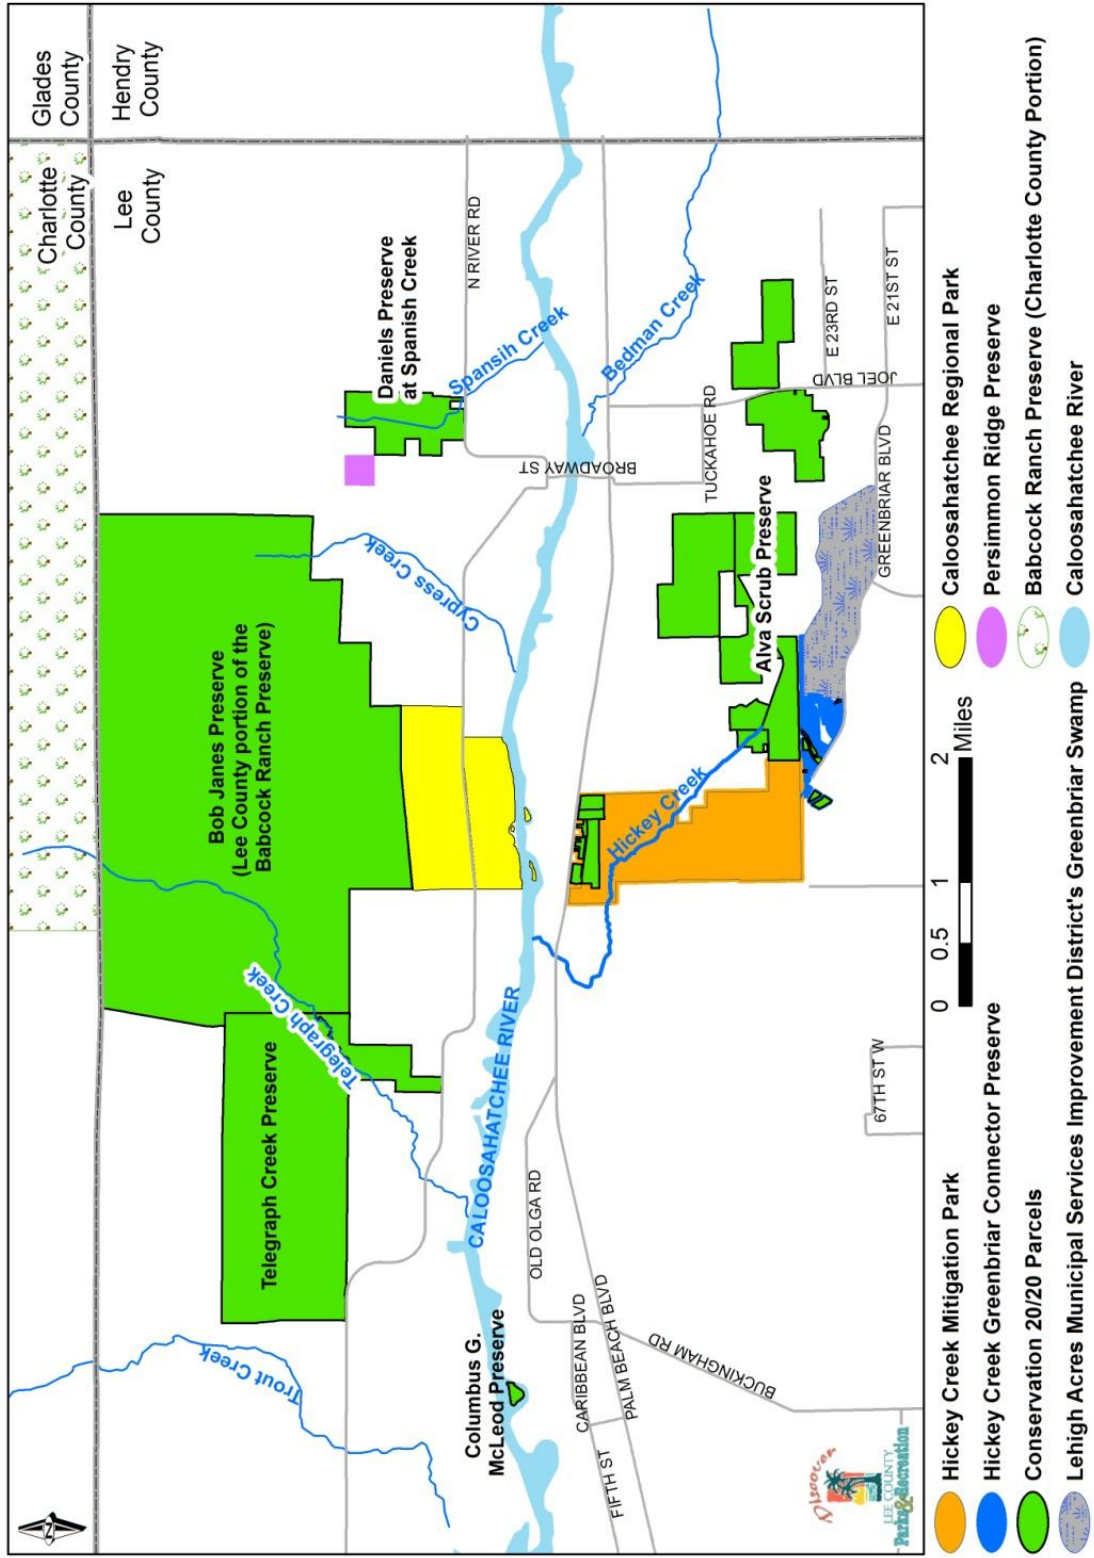 Glades
County
Hendry
County
Charlotte
County
Lee
County
N
Bob Janes Preserve
(Lee County portion of the
Babcock Ranch Preserve)
Telegraph Creek Preserve
Telegraph Creek
Trout Creek
Cypress Creek
Daniels Preserve
at Spanish Creek
Spansih Creek
N RIVER RD
Bedman Creek
BROADWAY ST
TUCKAHOE RD
CALOOSAHATCHEE RIVER
Columbus G.
McLeod Preserve
OLD OLGA RD
CARIBBEAN BLVD
PALM BEACH BLVD
FIFTH ST
BUCKINGHAM RD
Hickey Creek
Alva Scrub Preserve
JOEL BLVD
E 23RD ST
E 21ST ST
GREENBRIAR BLVD
67TH ST W
Discover
LEE COUNTY
Parks & Recreation
0 0.5 1 2
Miles
Hickey Creek Mitigation Park
Hickey Creek Greenbriar Connector Preserve
Conservation 20/20 Parcels
Lehigh Acres Municipal Services Improvement District's Greenbriar Swamp
Caloosahatchee Regional Park
Persimmon Ridge Preserve
Babcock Ranch Preserve (Charlotte County Portion)
Caloosahatchee River